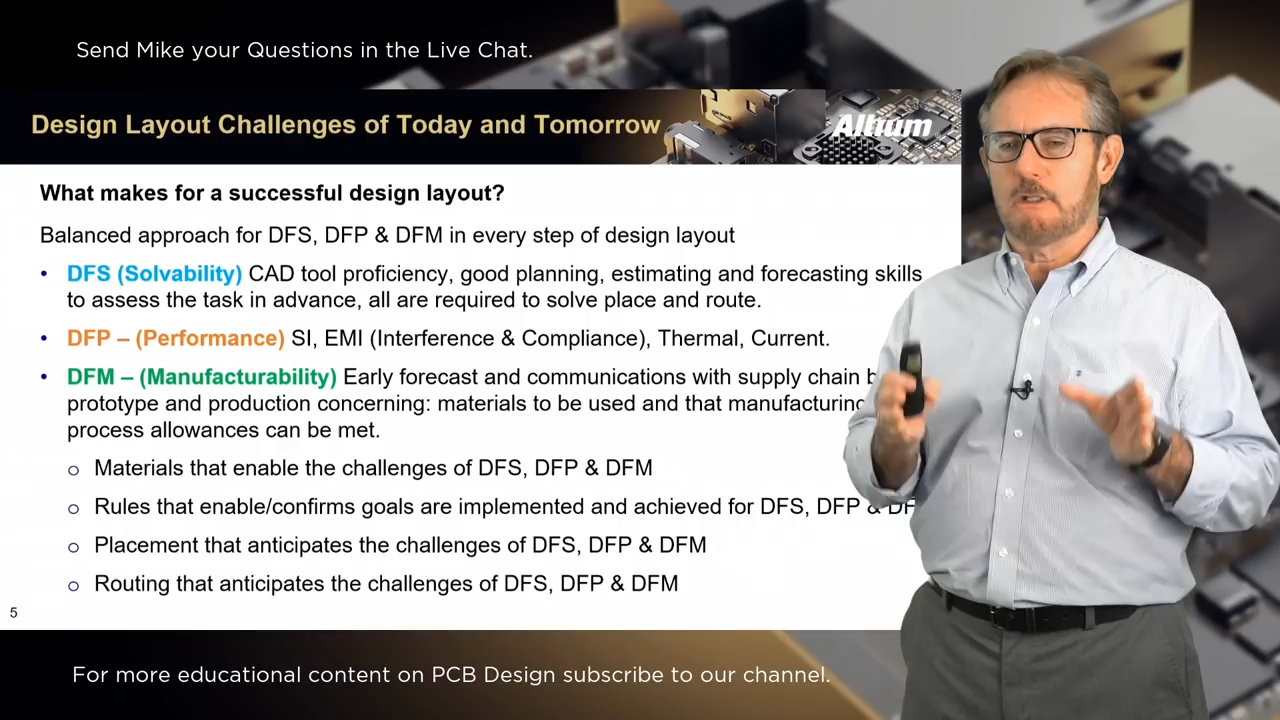 Send Mike your Questions in the Live Chat.
Design Layout Challenges of Today and Tomorrow
Altium
What makes for a successful design layout?
Balanced approach for DFS, DFP & DFM in every step of design layout
• DFS (Solvability) CAD tool proficiency, good planning, estimating and forecasting skills
to assess the task in advance, all are required to solve place and route.
• DFP – (Performance) SI, EMI (Interference & Compliance), Thermal, Current.
• DFM – (Manufacturability) Early forecast and communications with supply chain
prototype and production concerning: materials to be used and that manufacturing
process allowances can be met.
o Materials that enable the challenges of DFS, DFP & DFM
o Rules that enable/confirms goals are implemented and achieved for DFS, DFP &
o Placement that anticipates the challenges of DFS, DFP & DFM
o Routing that anticipates the challenges of DFS, DFP & DFM
5
For more educational content on PCB Design subscribe to our channel.